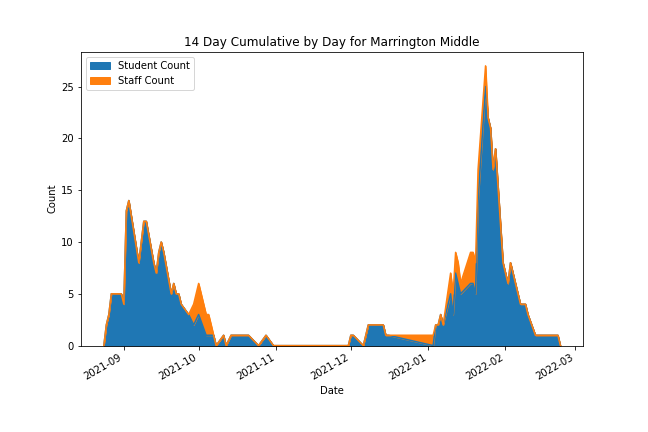 14 Day Cumulative by Day for Marrington Middle
Student Count
Staff Count
25
20
15
10
5
0
Count
2021-09
2021-10
2021-11
2021-12
2022-01
2022-02
2022-03
Date